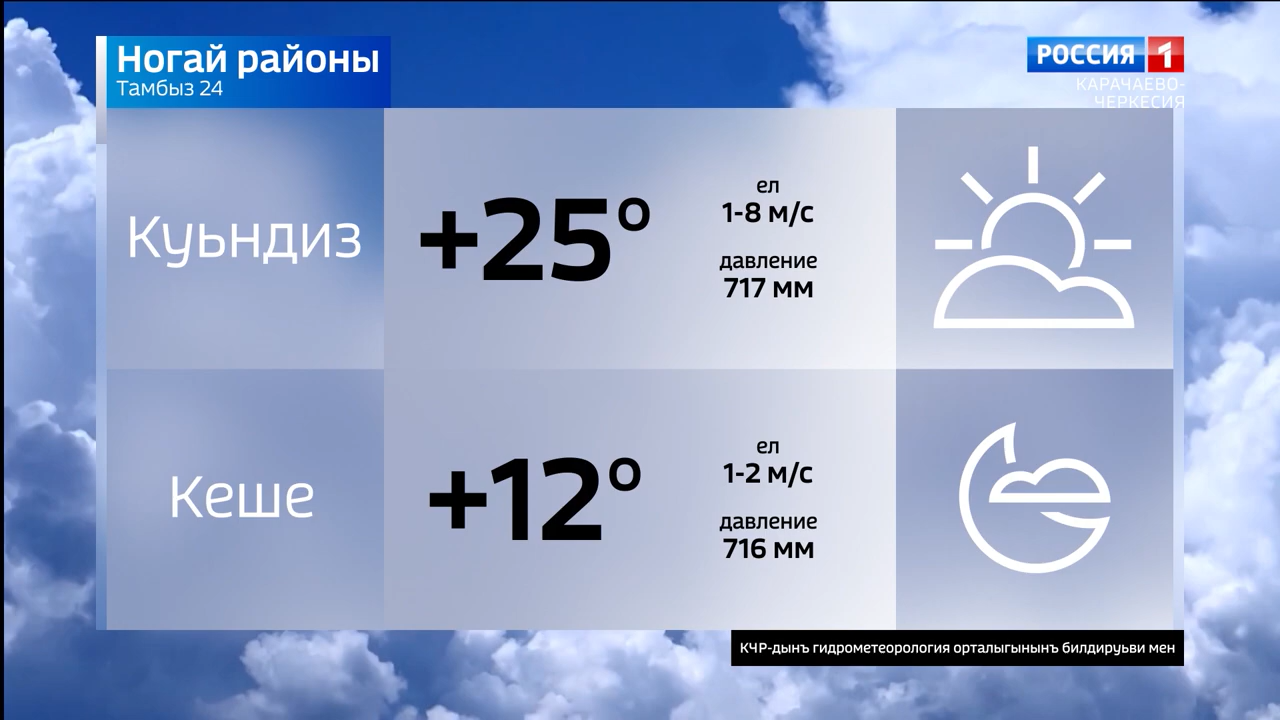 Ногай районы
Тамбыз 24
РОССИЯ 1
КАРАЧАЕВО-
ЧЕРКЕСИЯ
Куьндиз
+25°
ел
1-8 м/с
давление
717 мм
Кеше
+12°
ел
1-2 м/с
давление
716 мм
КЧР-дынъ гидрометеорология орталыгынынъ билдируьви мен